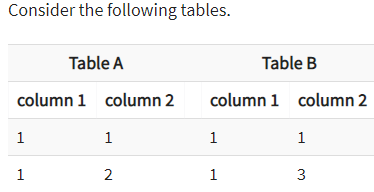 Consider the following tables.
Table A Table B
column 1 column 2 column 1 column 2
1 1 1 1
1 2 1 3